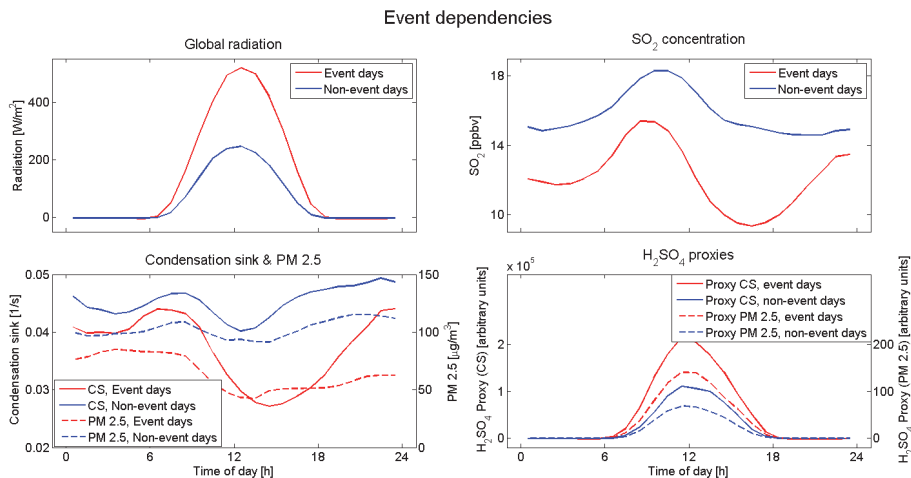 Event dependencies
Global radiation
Radiation [W/m²]
400
200
0
Event days
Non-event days
SO₂ concentration
SO₂ [ppbv]
18
14
10
Event days
Non-event days
Condensation sink & PM 2.5
Condensation sink [1/s]
0.05
0.04
0.03
0.02
150
100
50
0
PM 2.5 [µg/m³]
CS, Event days
CS, Non-event days
PM 2.5, Event days
PM 2.5, Non-event days
0
6
12
18
24
Time of day [h]
H₂SO₄ proxies
x 10⁵
H₂SO₄ Proxy (CS) [arbitrary units]
3
2
1
0
200
100
0
H₂SO₄ Proxy (PM 2.5) [arbitrary units]
Proxy CS, event days
Proxy CS, non-event days
Proxy PM 2.5, event days
Proxy PM 2.5, non-event days
0
6
12
18
24
Time of day [h]